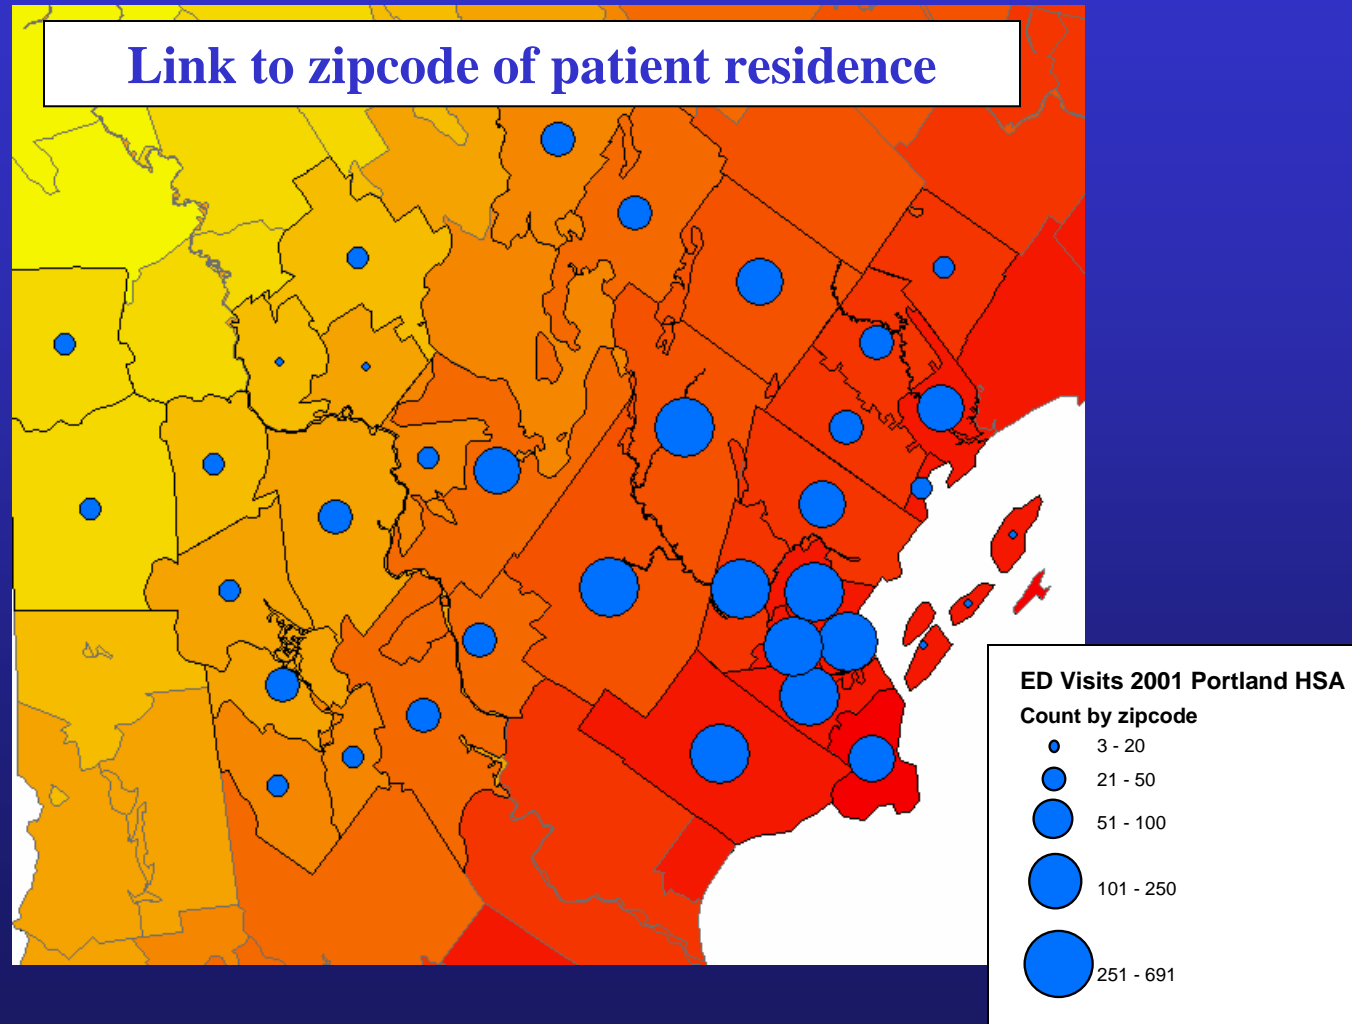 Link to zipcode of patient residence
ED Visits 2001 Portland HSA
Count by zipcode
3 - 20
21 - 50
51 - 100
101 - 250
251 - 691